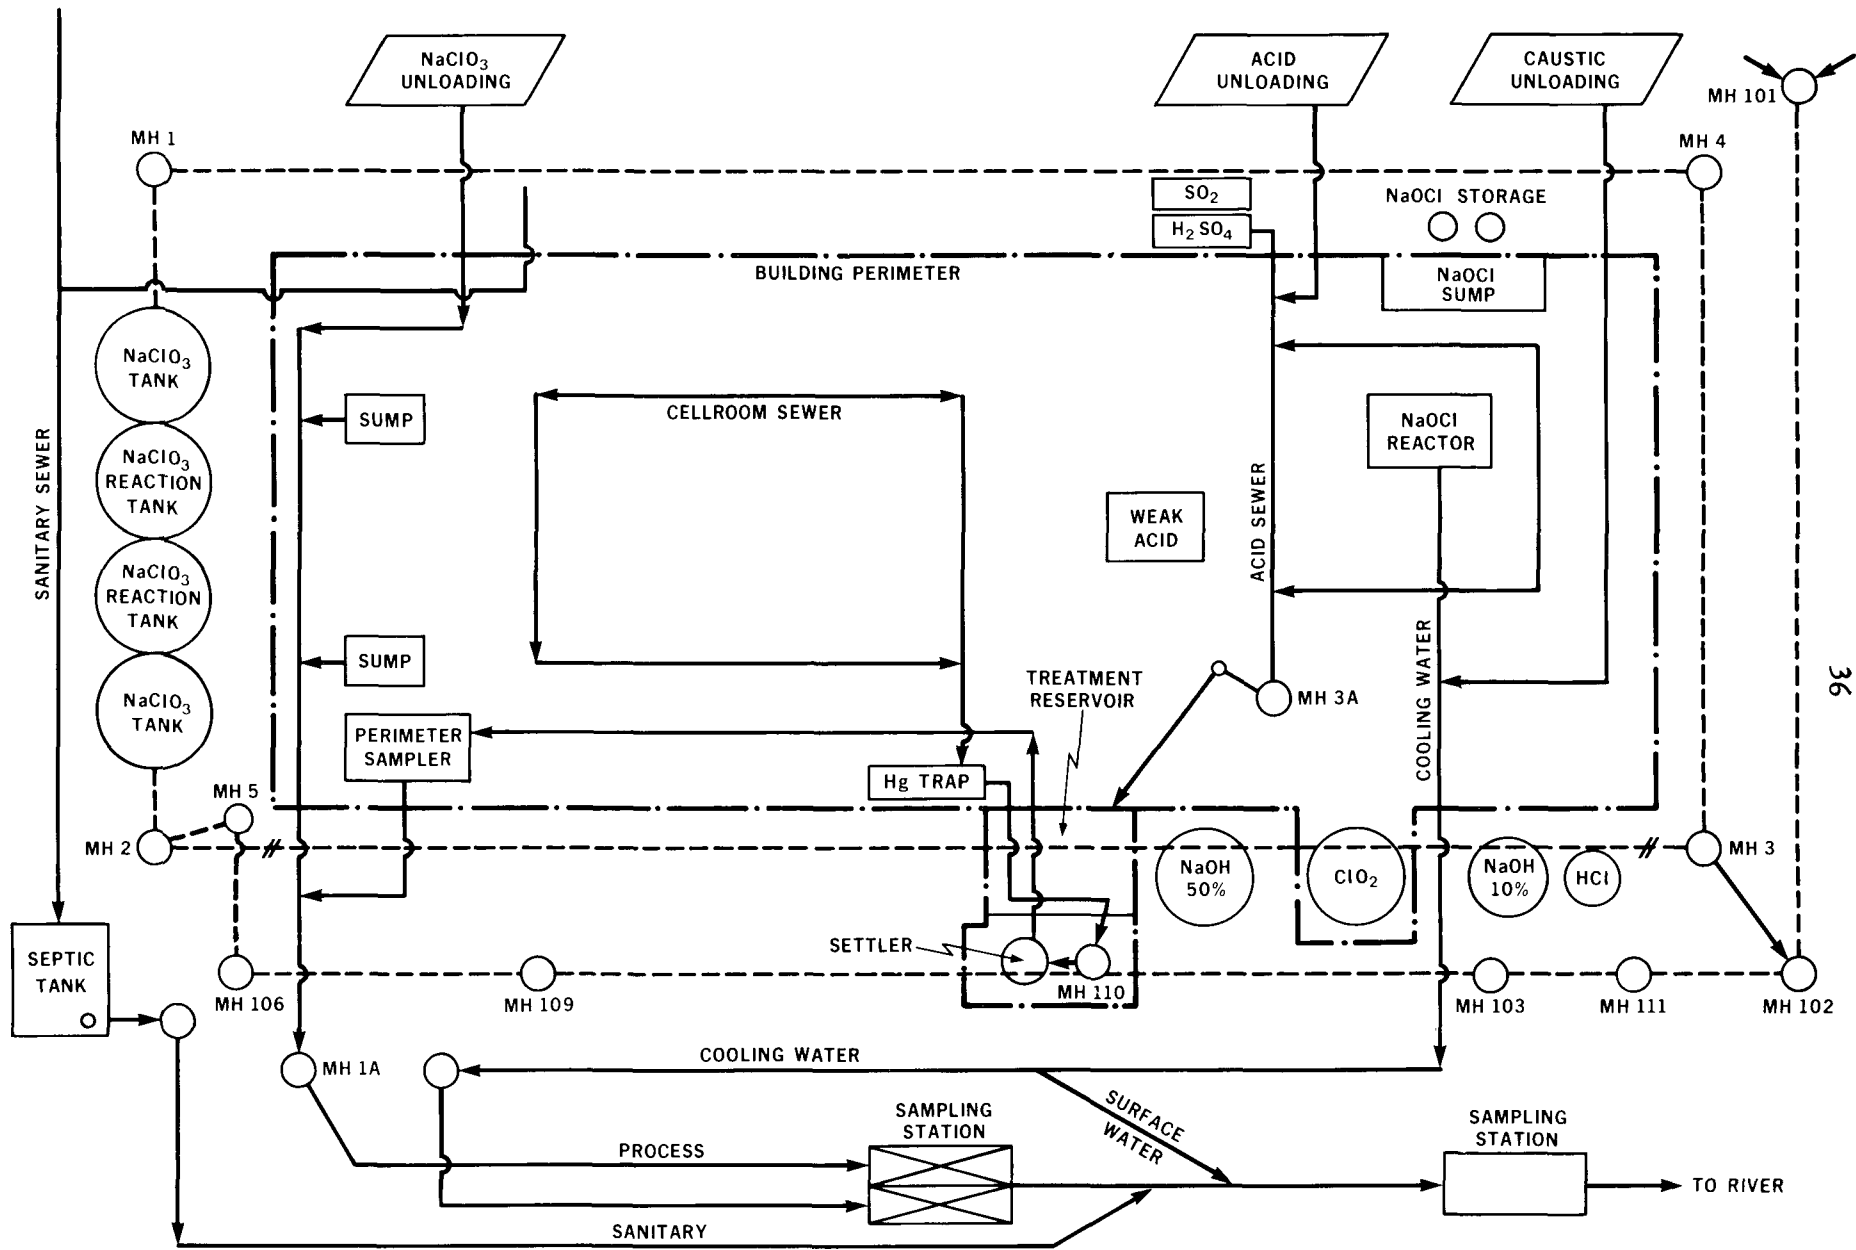 NaClO3
UNLOADING
ACID
UNLOADING
CAUSTIC
UNLOADING
MH 101
MH 1
MH 4
SO2
H2SO4
NaOCl STORAGE
BUILDING PERIMETER
NaOCl
SUMP
NaClO3
TANK
SUMP
CELLROOM SEWER
NaOCl
REACTOR
NaClO3
REACTION
TANK
SANITARY SEWER
WEAK
ACID
ACID SEWER
NaClO3
REACTION
TANK
SUMP
COOLING WATER
TREATMENT
RESERVOIR
MH 3A
36
NaClO3
TANK
PERIMETER
SAMPLER
Hg TRAP
MH 5
MH 2
MH 3
NaOH
50%
ClO2
NaOH
10%
HCl
SETTLER
SEPTIC
TANK
MH 106
MH 109
MH 110
MH 103
MH 111
MH 102
MH 1A
COOLING WATER
SURFACE
WATER
SAMPLING
STATION
SAMPLING
STATION
PROCESS
TO RIVER
SANITARY